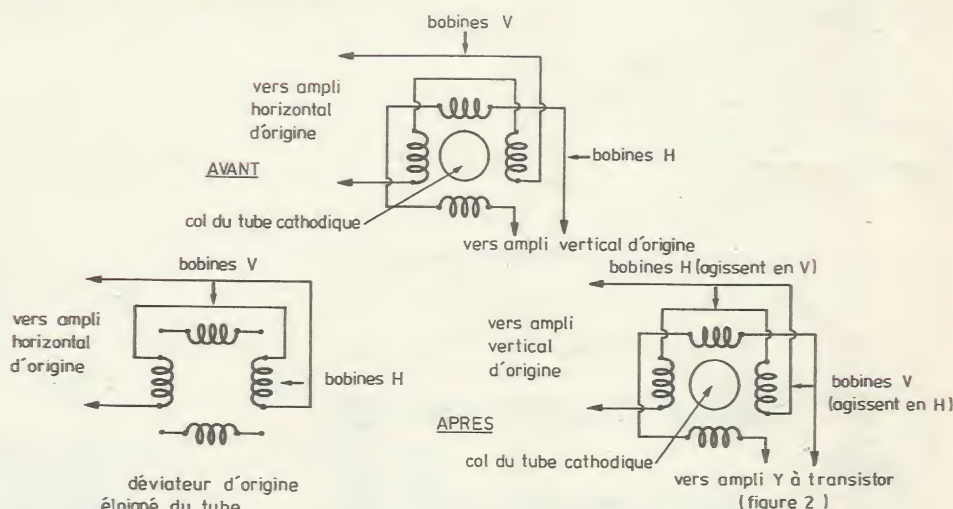 bobines V
vers ampli
horizontal
d'origine
AVANT
bobines H
col du tube cathodique
vers ampli vertical d'origine
bobines V
vers ampli
horizontal
d'origine
bobines H
déviateur d'origine
éloigné du tube
bobines H (agissent en V)
vers ampli
vertical
d'origine
APRES
bobines V
(agissent en H)
col du tube cathodique
vers ampli Y à transistor
(figure 2)